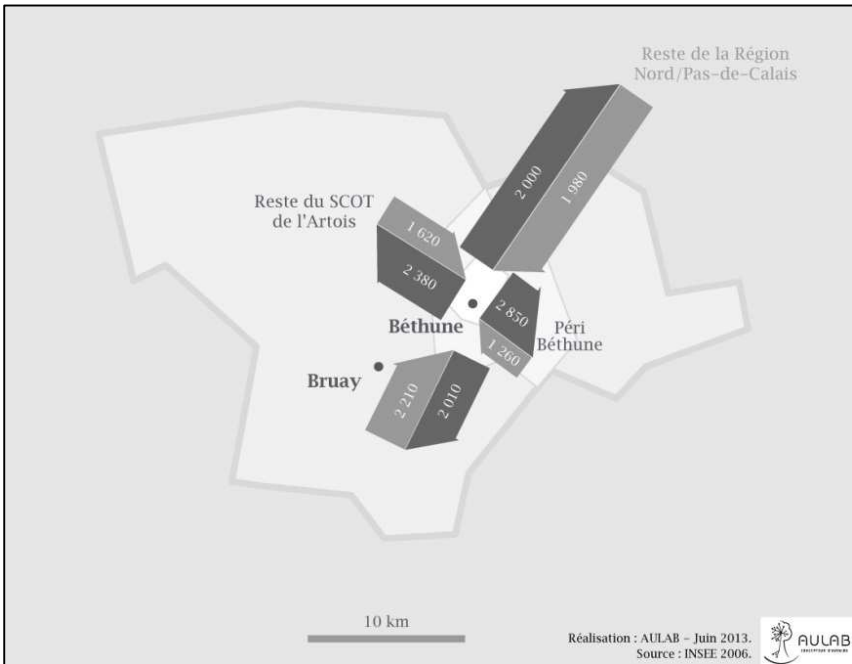 Reste de la Région
Nord/Pas-de-Calais
2 000
1 980
Reste du SCOT
de l'Artois
1 620
2 380
Béthune
2 850
1 260
Péri
Béthune
Bruay
2 210
2 010
10 km
Réalisation : AULAB - Juin 2013.
Source : INSEE 2006.
AULAB